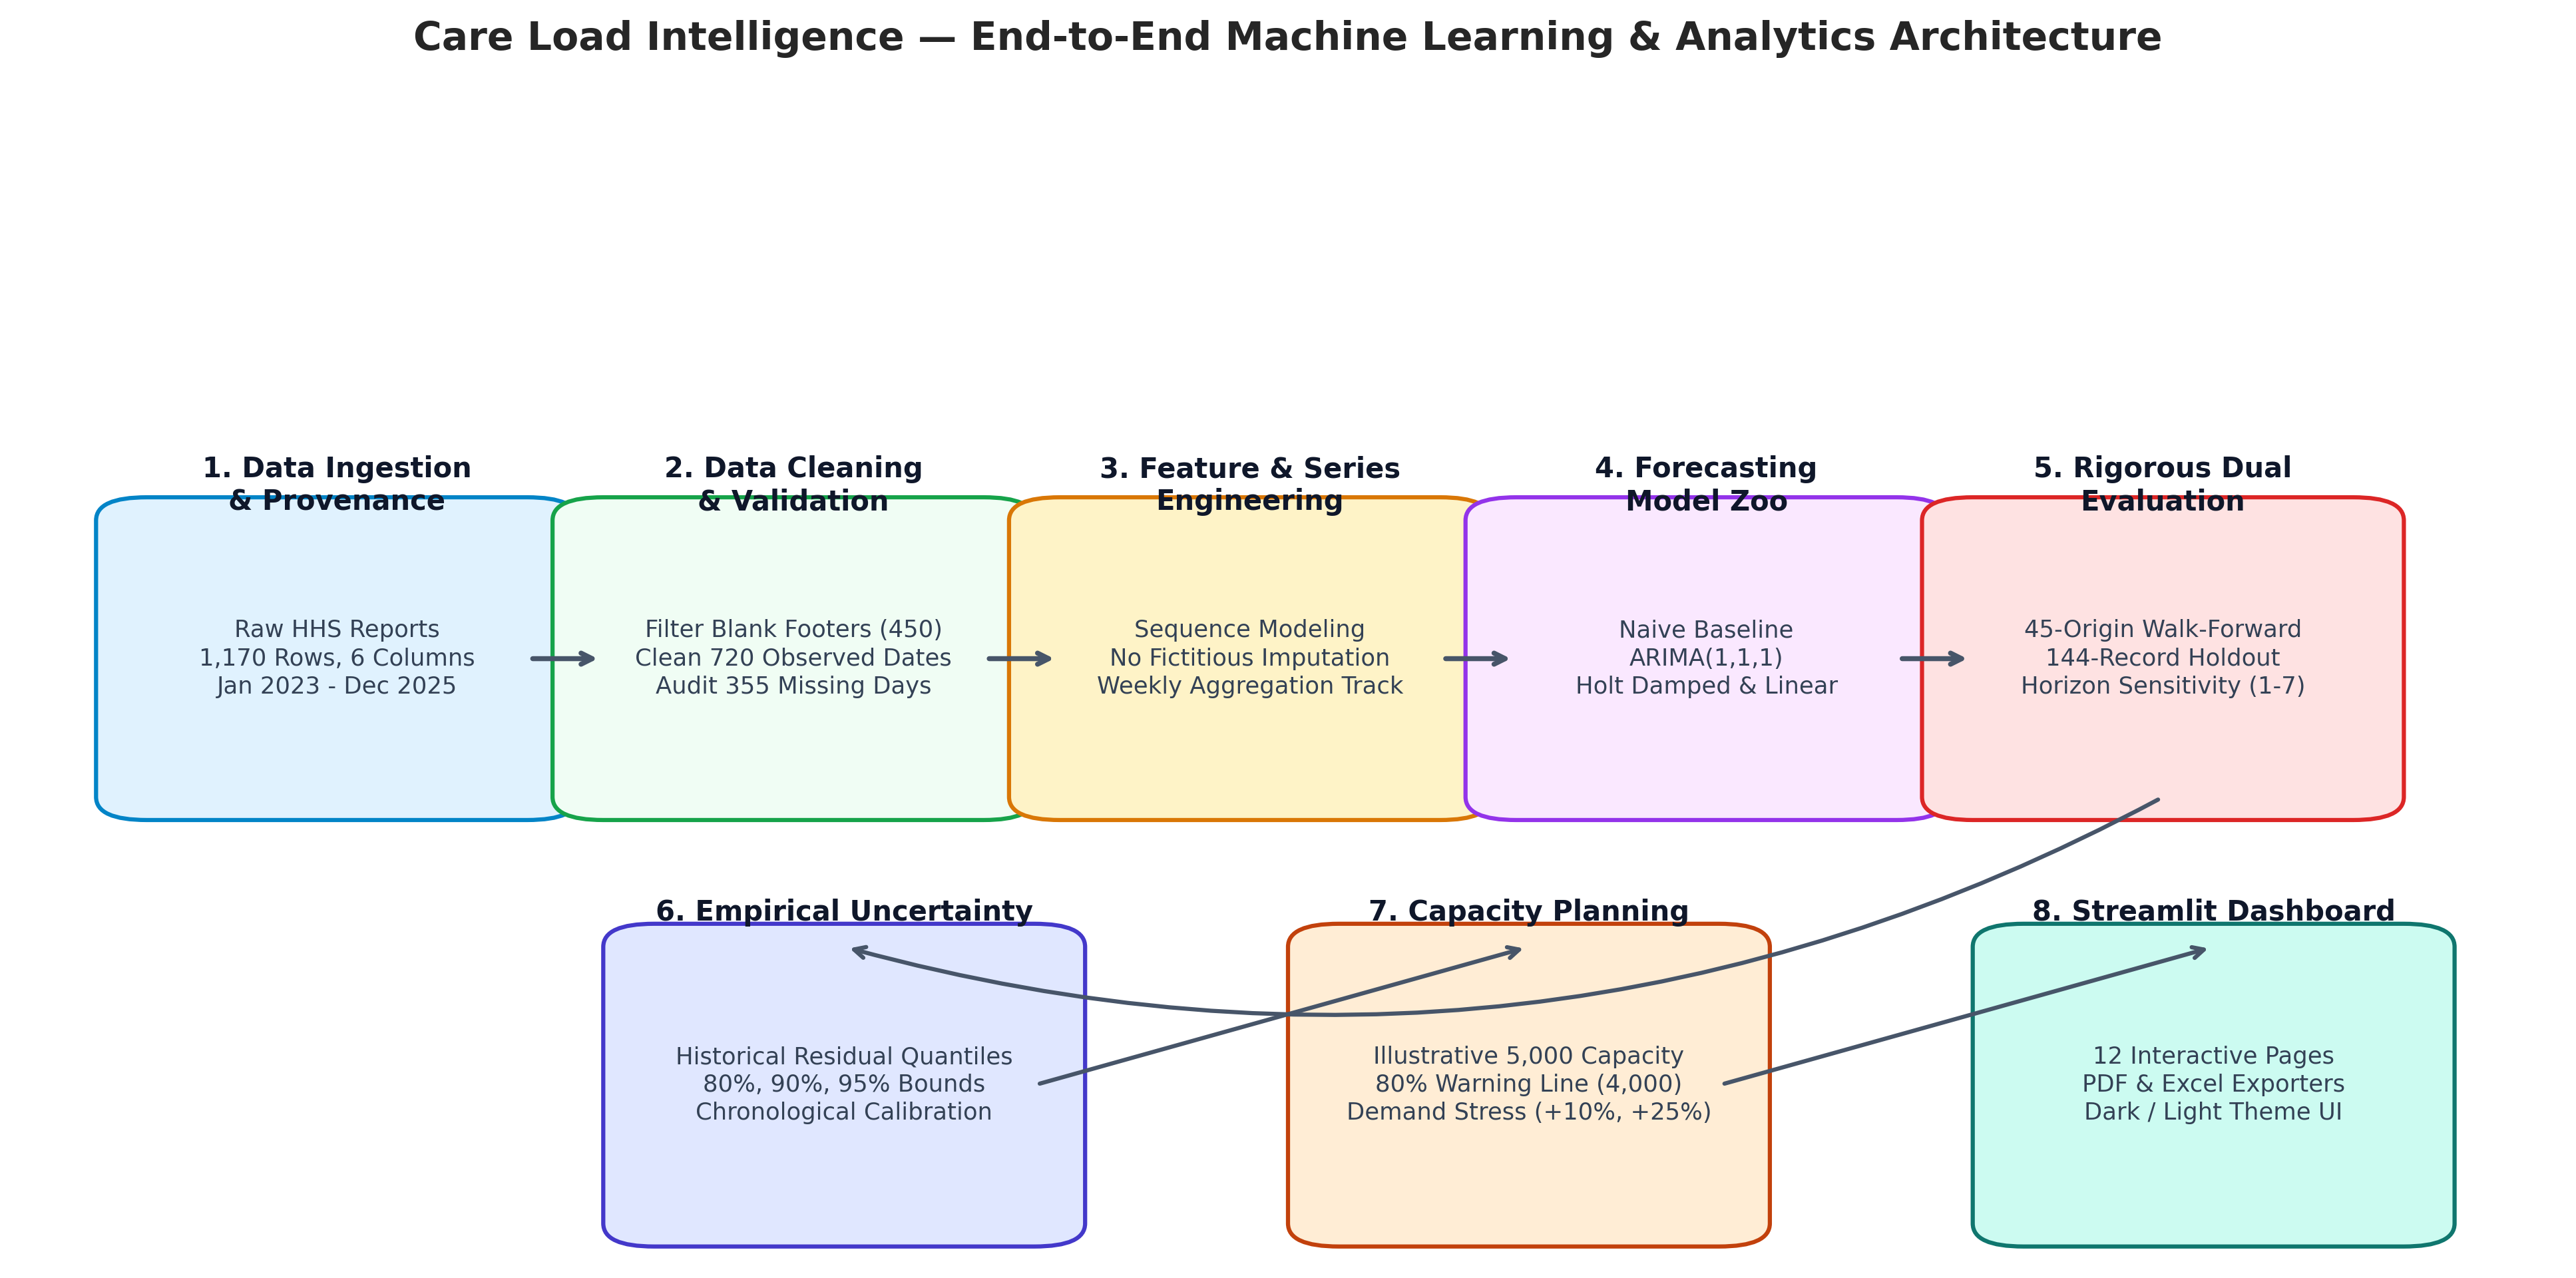 Care Load Intelligence — End-to-End Machine Learning & Analytics Architecture
1. Data Ingestion
& Provenance
Raw HHS Reports
1,170 Rows, 6 Columns
Jan 2023 - Dec 2025
2. Data Cleaning
& Validation
Filter Blank Footers (450)
Clean 720 Observed Dates
Audit 355 Missing Days
3. Feature & Series
Engineering
Sequence Modeling
No Fictitious Imputation
Weekly Aggregation Track
4. Forecasting
Model Zoo
Naive Baseline
ARIMA(1,1,1)
Holt Damped & Linear
5. Rigorous Dual
Evaluation
45-Origin Walk-Forward
144-Record Holdout
Horizon Sensitivity (1-7)
6. Empirical Uncertainty
Historical Residual Quantiles
80%, 90%, 95% Bounds
Chronological Calibration
7. Capacity Planning
Illustrative 5,000 Capacity
80% Warning Line (4,000)
Demand Stress (+10%, +25%)
8. Streamlit Dashboard
12 Interactive Pages
PDF & Excel Exporters
Dark / Light Theme UI